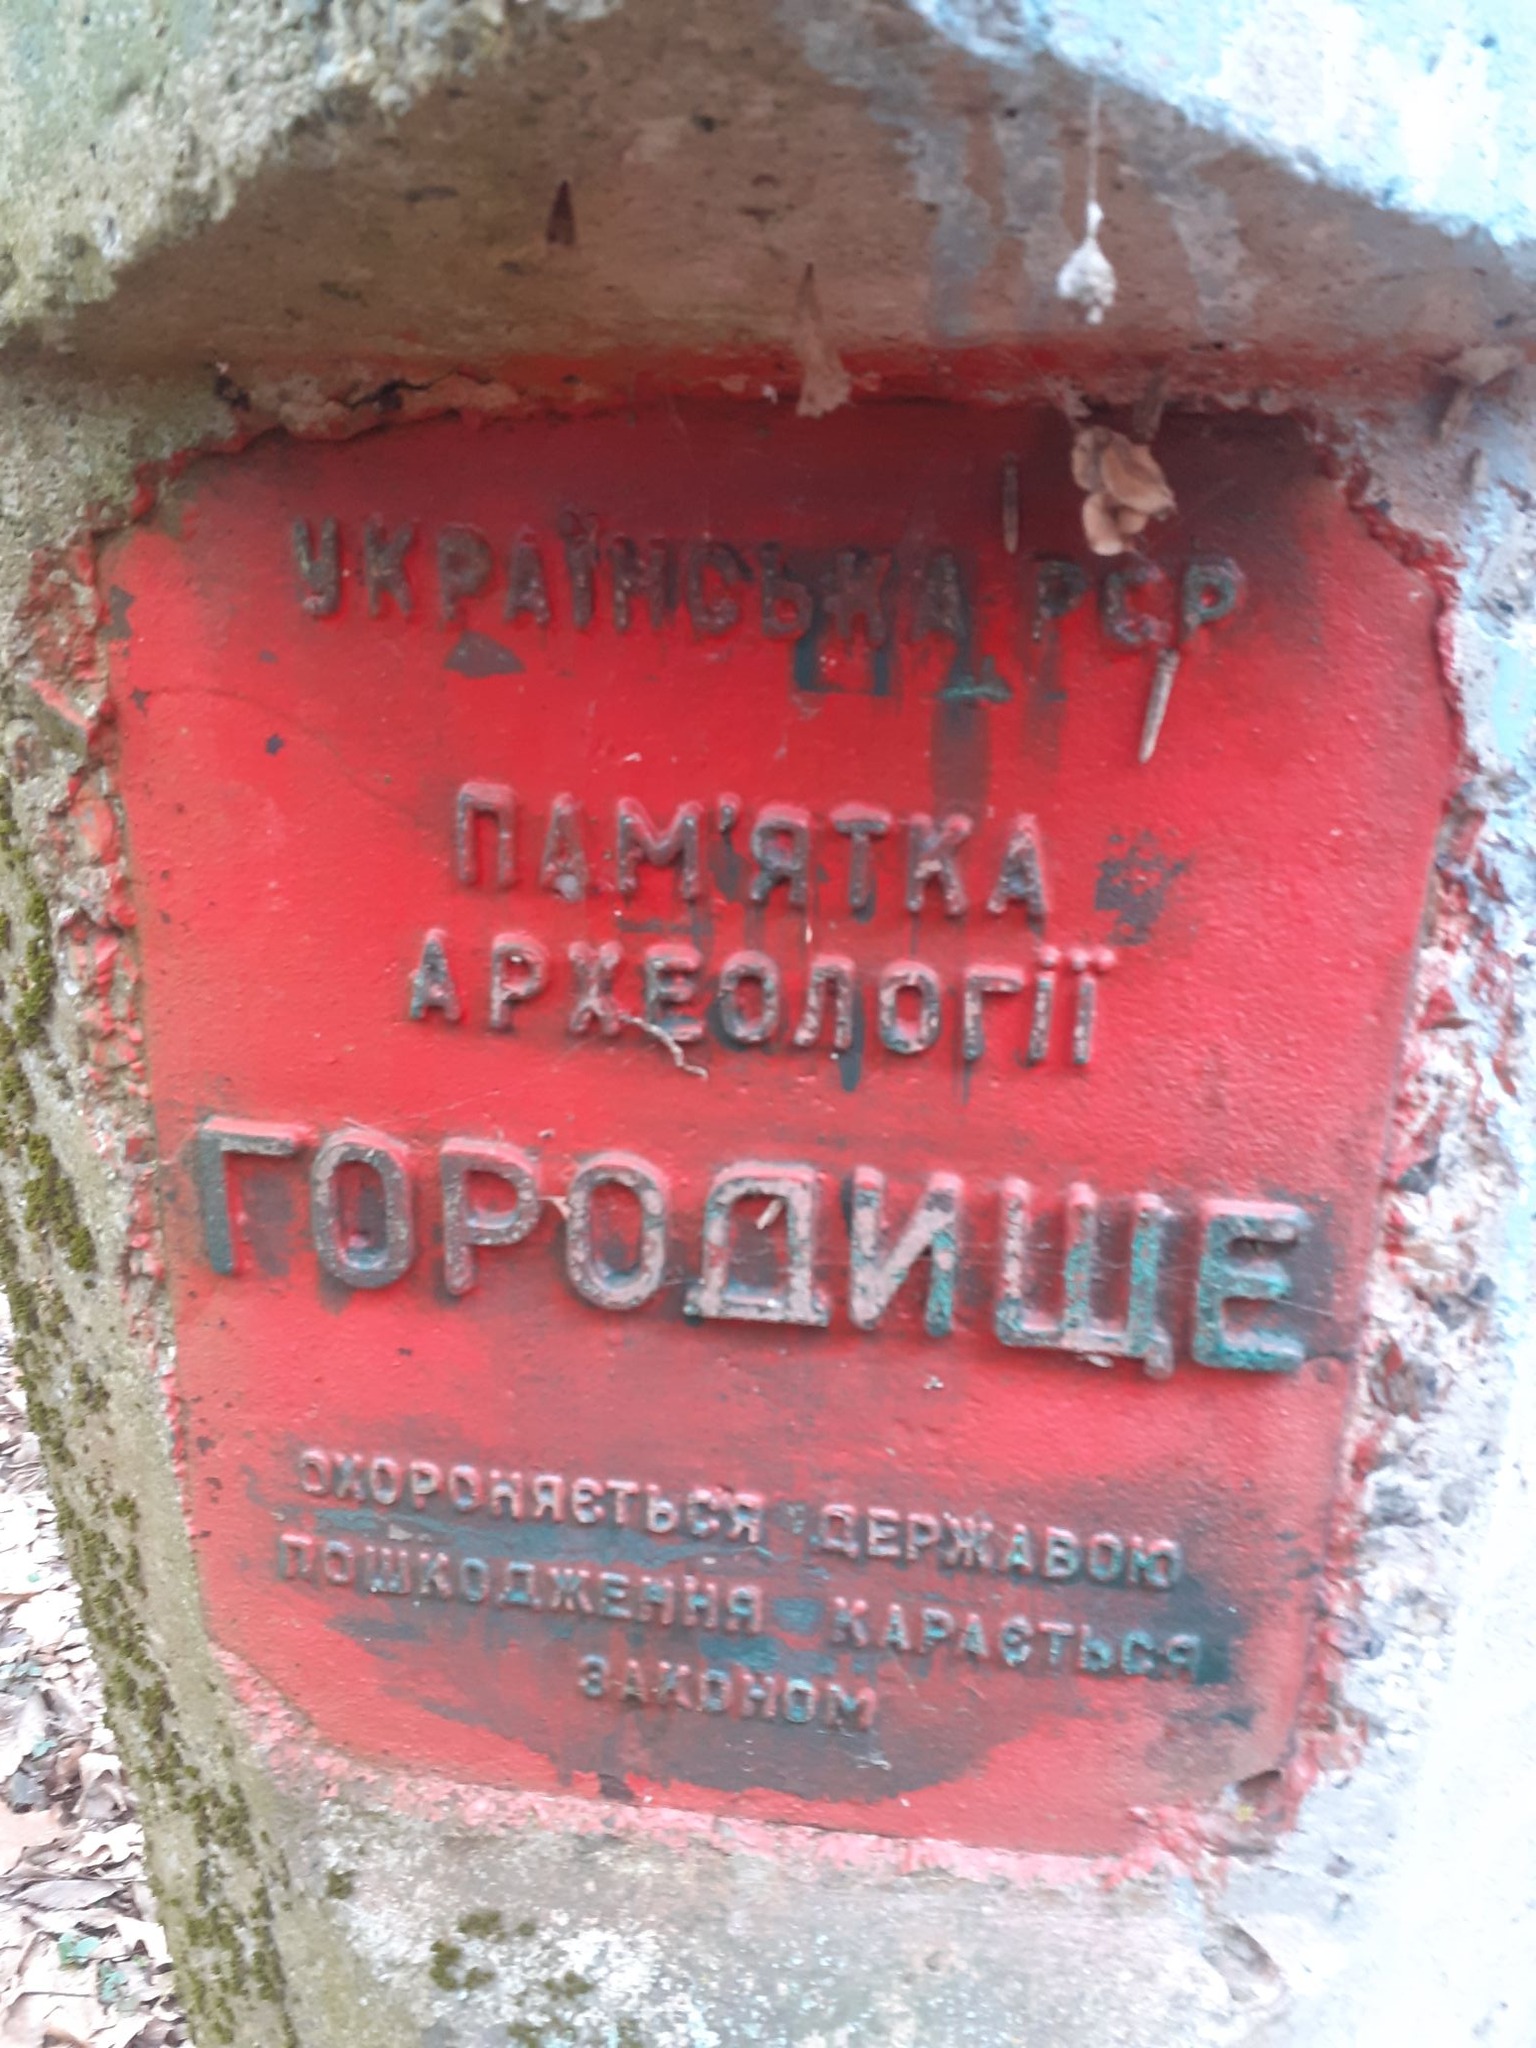 УКРАЇНСЬКА РСР
ПАМ'ЯТКА
АРХЕОЛОГІЇ
ГОРОДИЩЕ
ОХОРОНЯЄТЬСЯ ДЕРЖАВОЮ
ПОШКОДЖЕННЯ КАРАЄТЬСЯ
ЗАКОНОМ